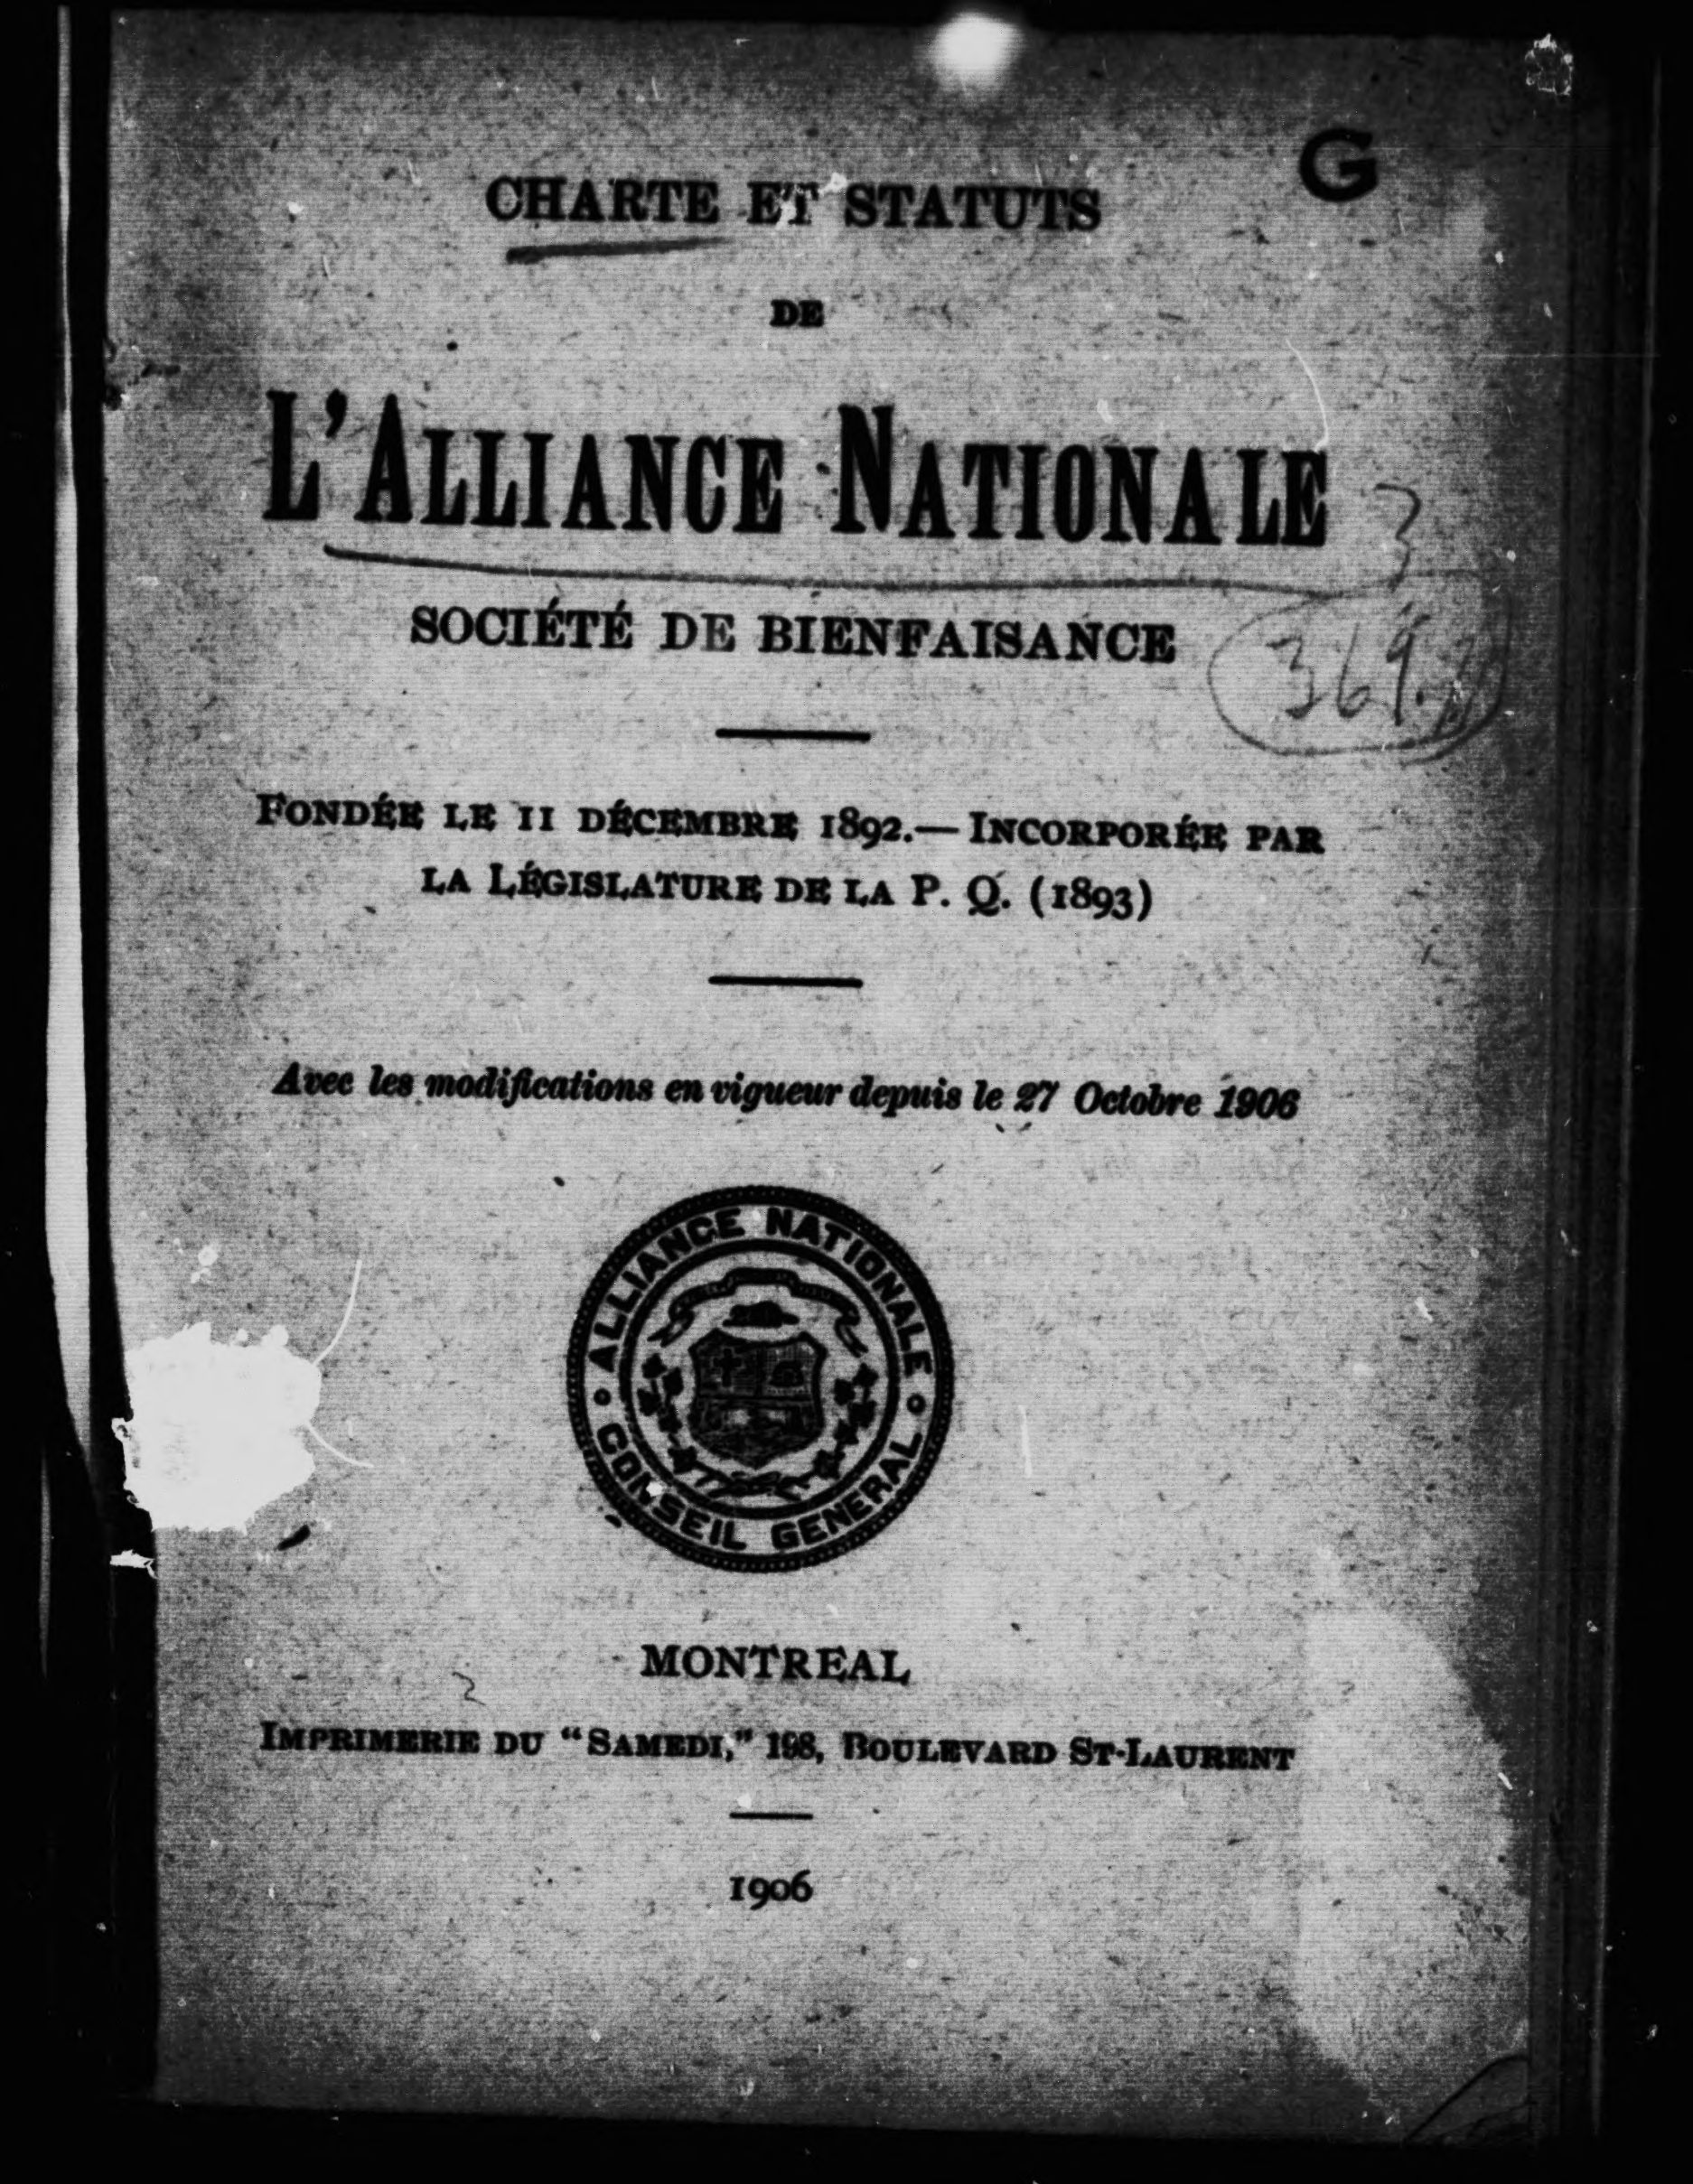 G
CHARTE ET STATUTS
DE
L'ALLIANCE NATIONALE
SOCIÉTÉ DE BIENFAISANCE
FONDÉE LE 11 DÉCEMBRE 1892.— INCORPORÉE PAR
LA LÉGISLATURE DE LA P. Q. (1893)
Avec les modifications en vigueur depuis le 27 Octobre 1906
ALLIANCE NATIONALE
CONSEIL GENERAL
MONTREAL
IMPRIMERIE DU "SAMEDI," 198, BOULEVARD ST-LAURENT
1906